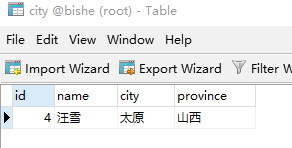 city @bishe (root) - Table
File Edit View Window Help
Import Wizard Export Wizard Filter W
id name city province
4 汪雪 太原 山西